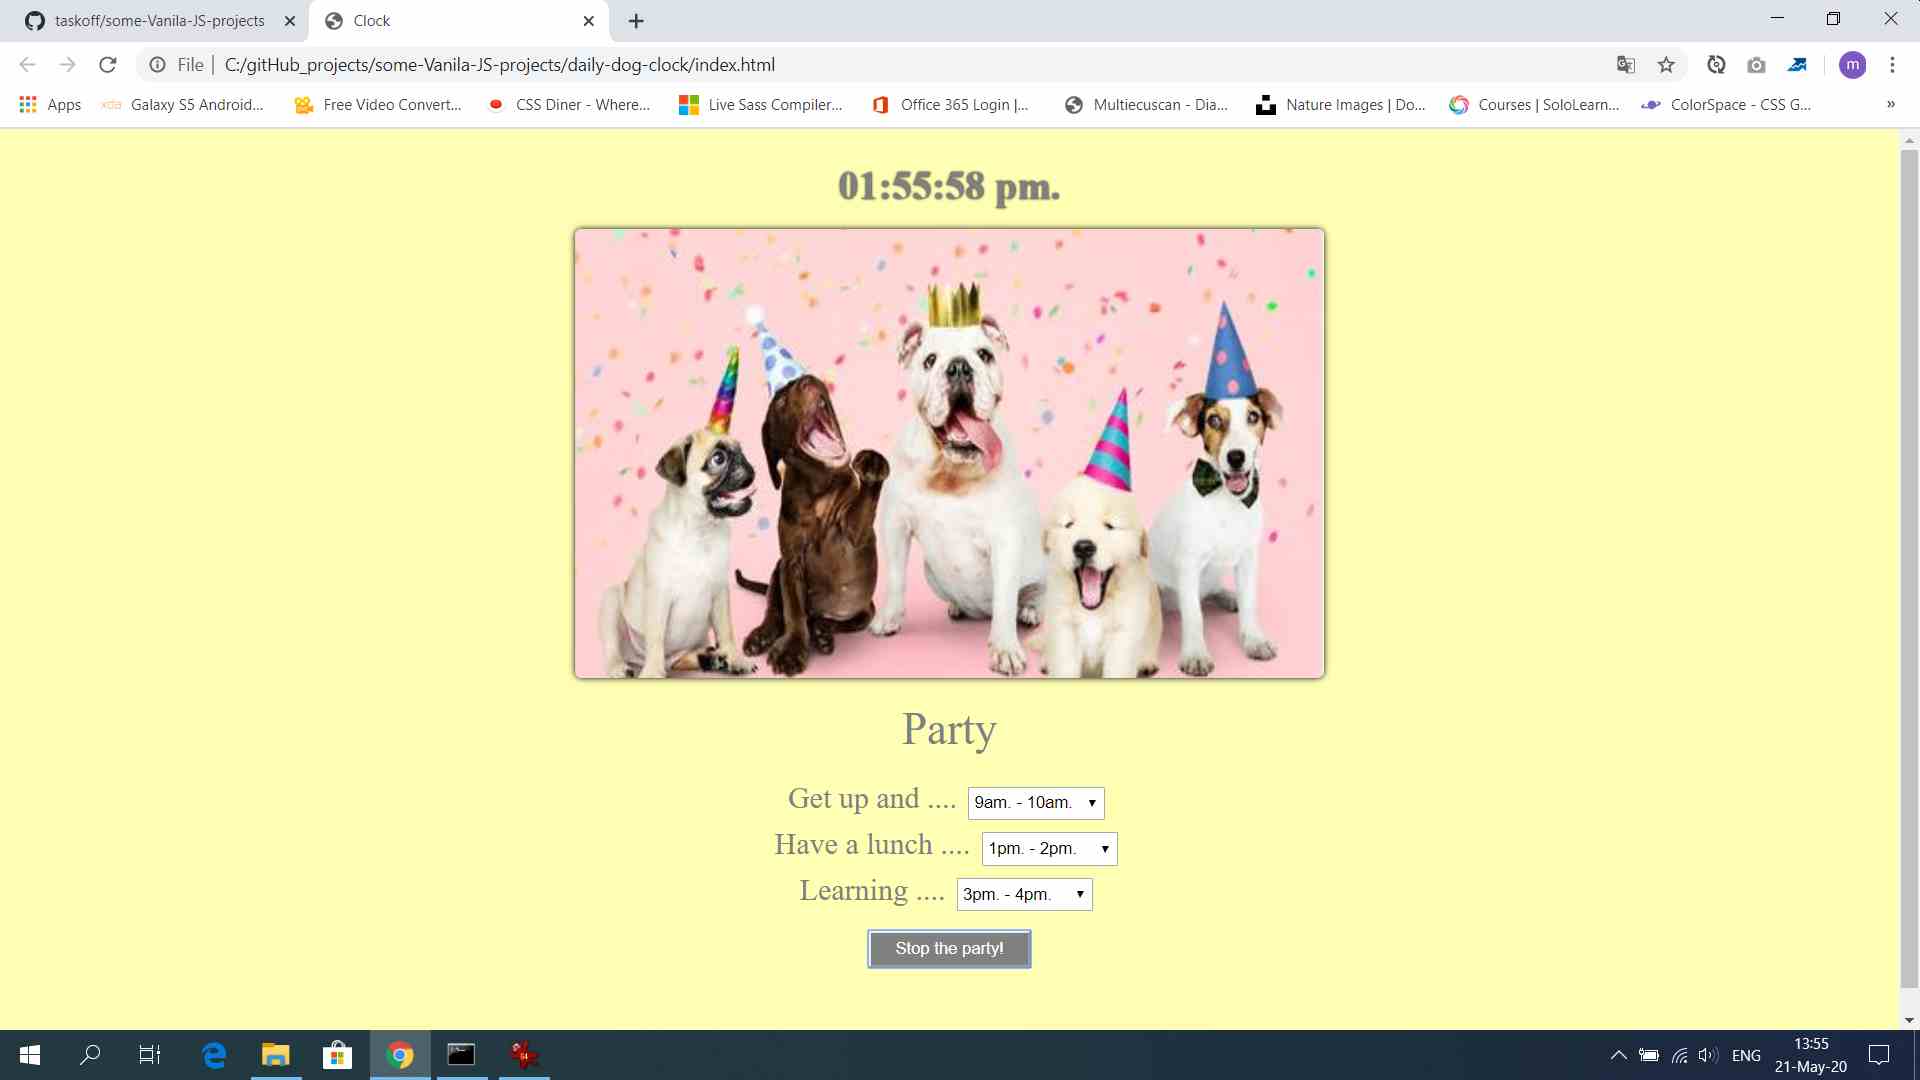 taskoff/some-Vanila-JS-projects
Clock
File | C:/gitHub_projects/some-Vanila-JS-projects/daily-dog-clock/index.html
m
Apps
xda Galaxy S5 Android...
Free Video Convert...
CSS Diner - Where...
Live Sass Compiler...
Office 365 Login |...
Multiecuscan - Dia...
Nature Images | Do...
Courses | SoloLearn...
ColorSpace - CSS G...
»
01:55:58 pm.
Party
Get up and .... 9am. - 10am.
Have a lunch .... 1pm. - 2pm.
Learning .... 3pm. - 4pm.
Stop the party!
64
ENG
13:55
21-May-20